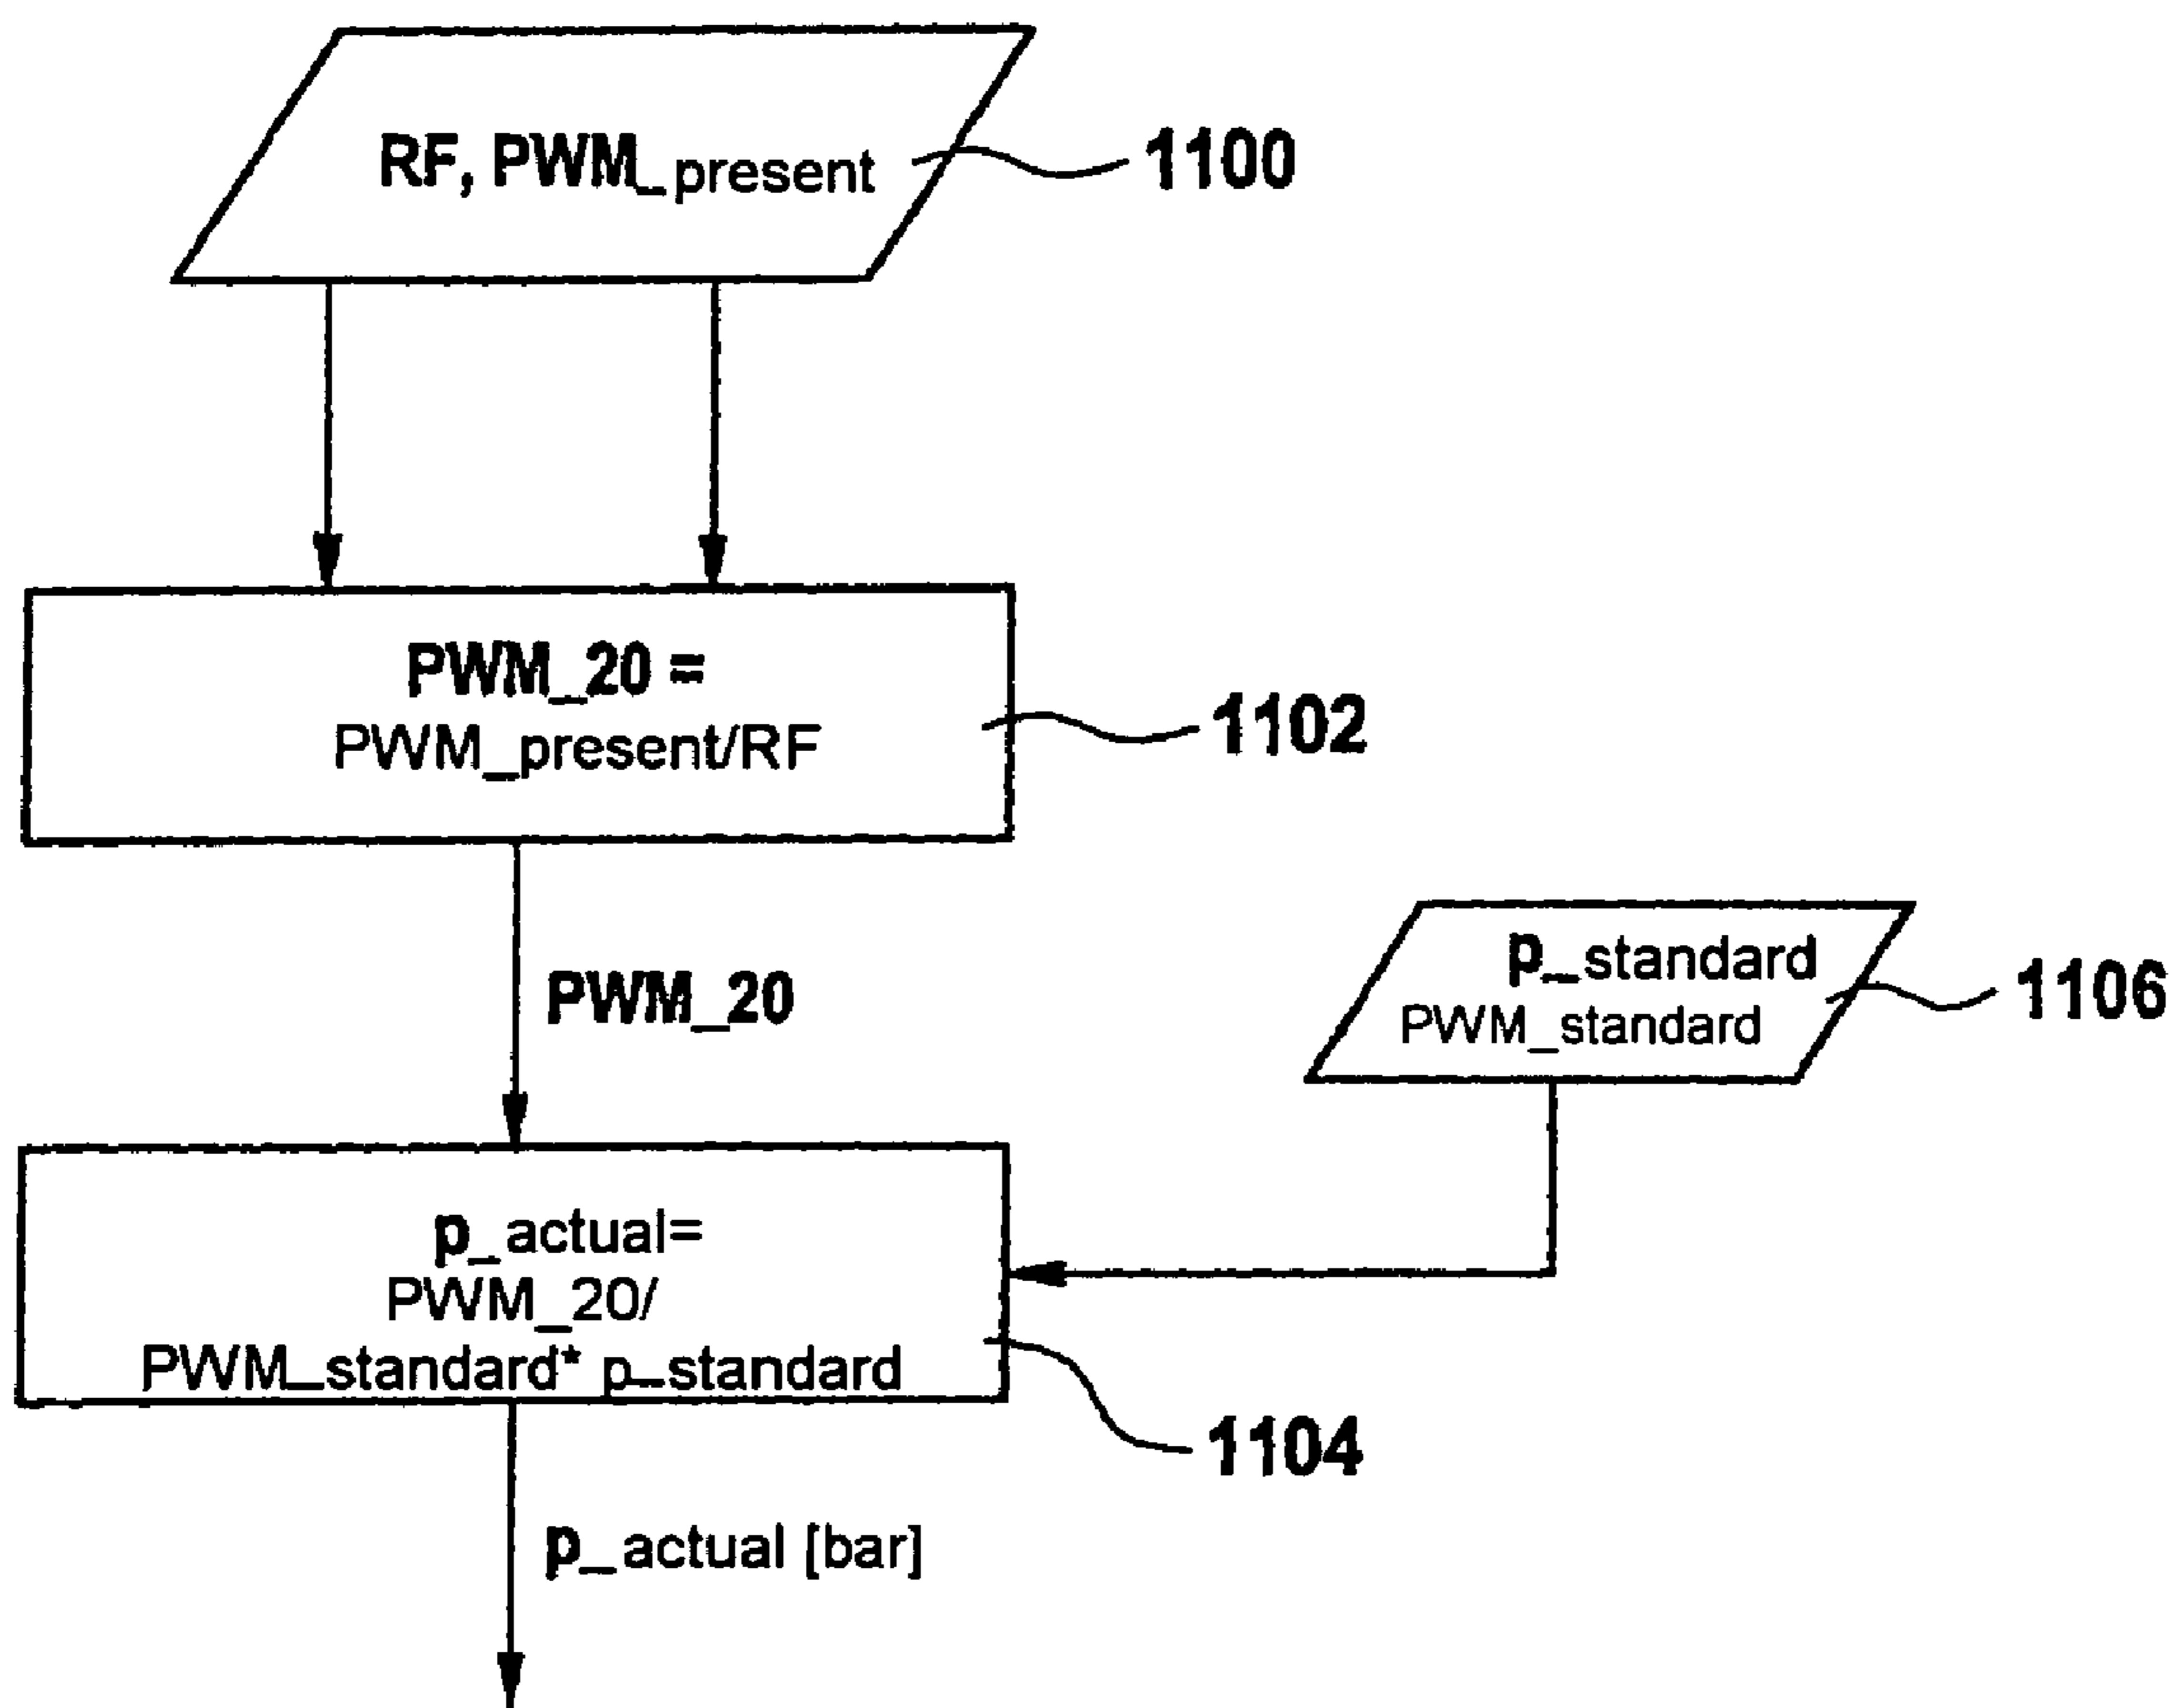 RF, PWM_present
1100
PWM_20 =
PWM_present/RF
1102
PWM_20
p_standard
PWM_standard
1106
p_actual=
PWM_20/
PWM_standard* p_standard
1104
p_actual [bar]